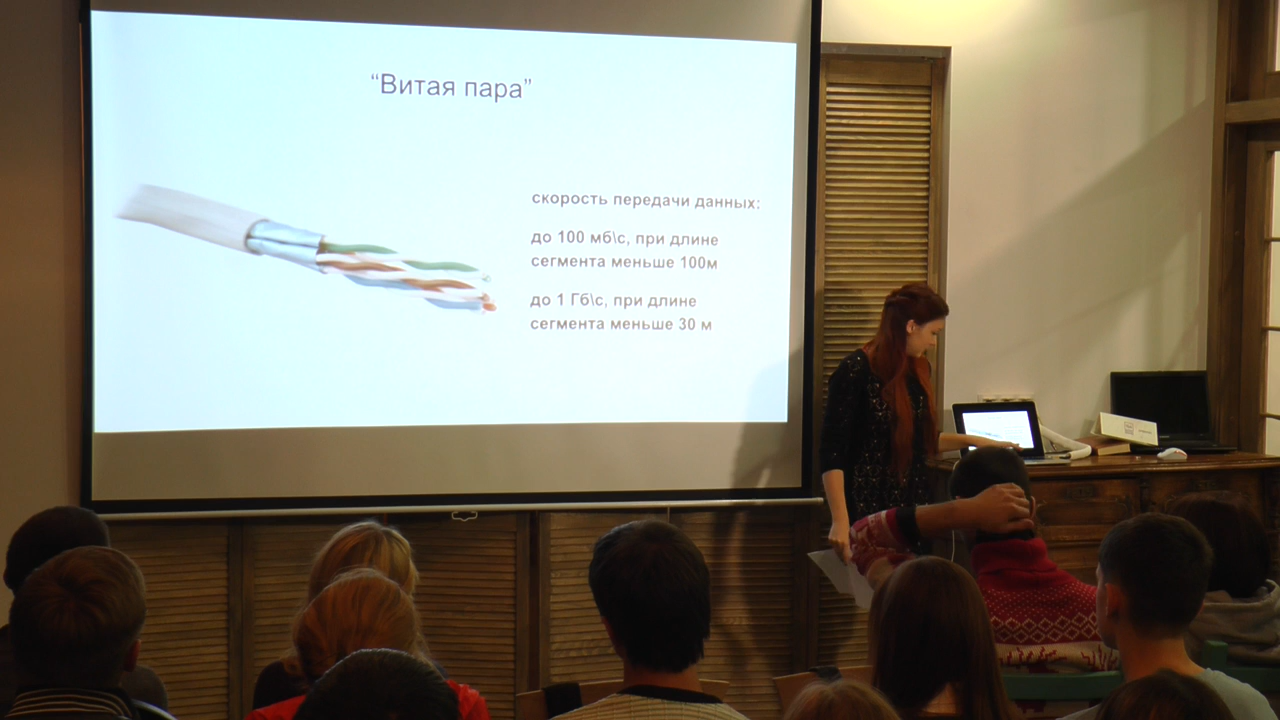 “Витая пара”
скорость передачи данных:
до 100 мб\с, при длине
сегмента меньше 100м
до 1 Гб\с, при длине
сегмента меньше 30 м